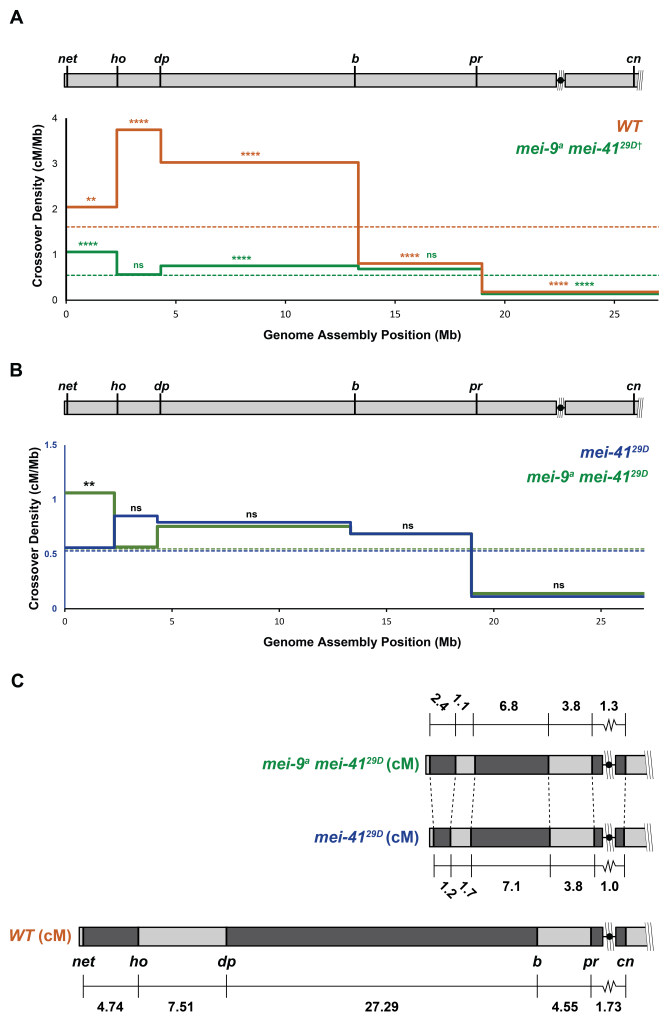 A
net ho dp b pr cn
WT
mei-9a mei-4129D†
Crossover Density (cM/Mb)
4
3
2
1
0
** **** **** **** ****
**** ns **** ns ****
0 5 10 15 20 25
Genome Assembly Position (Mb)
B
net ho dp b pr cn
mei-4129D
mei-9a mei-4129D
Crossover Density (cM/Mb)
1.5
1
0.5
0
** ns ns ns ns
0 5 10 15 20 25
Genome Assembly Position (Mb)
C
2.4 1.1 6.8 3.8 1.3
mei-9a mei-4129D (cM)
mei-4129D (cM)
1.2 1.7 7.1 3.8 1.0
WT (cM)
net ho dp b pr cn
4.74 7.51 27.29 4.55 1.73